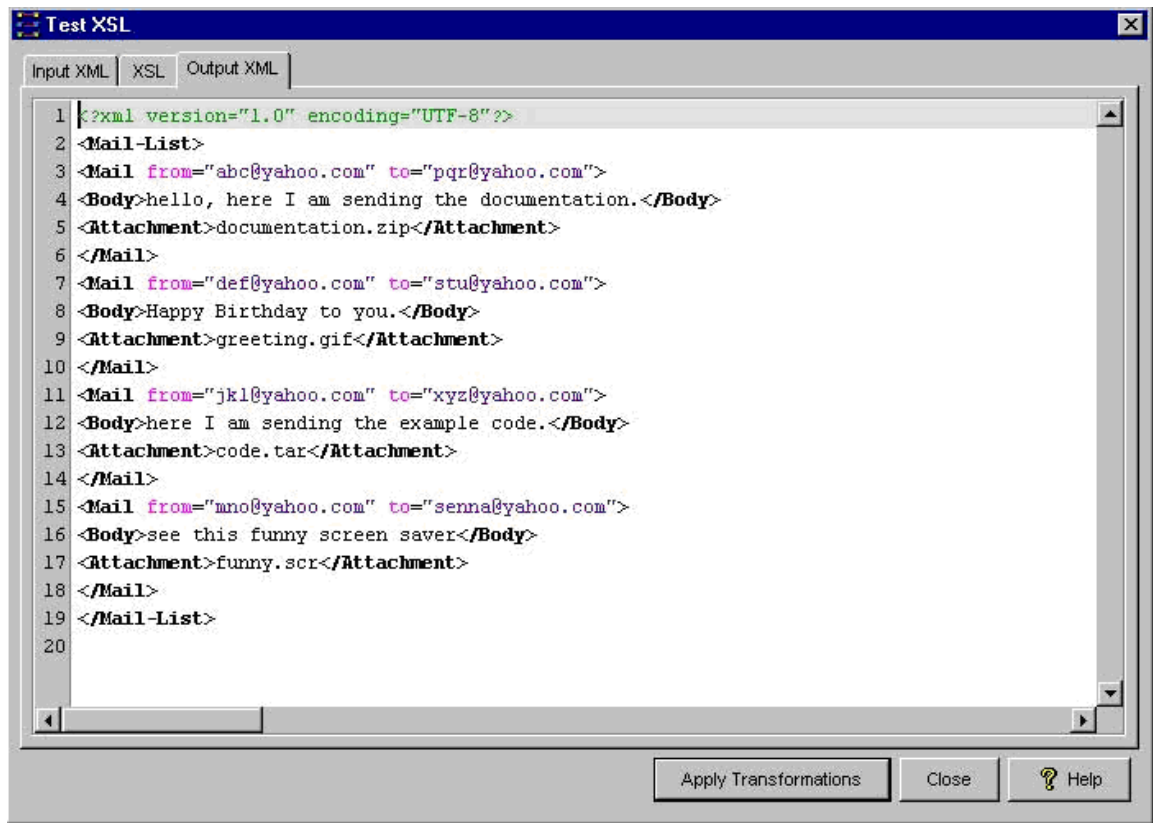 Test XSL
Input XML XSL Output XML
1 <?xml version="1.0" encoding="UTF-8"?>
2 <Mail-List>
3 <Mail from="abc@yahoo.com" to="pqr@yahoo.com">
4 <Body>hello, here I am sending the documentation.</Body>
5 <Attachment>documentation.zip</Attachment>
6 </Mail>
7 <Mail from="def@yahoo.com" to="stu@yahoo.com">
8 <Body>Happy Birthday to you.</Body>
9 <Attachment>greeting.gif</Attachment>
10 </Mail>
11 <Mail from="jkl@yahoo.com" to="xyz@yahoo.com">
12 <Body>here I am sending the example code.</Body>
13 <Attachment>code.tar</Attachment>
14 </Mail>
15 <Mail from="mno@yahoo.com" to="senna@yahoo.com">
16 <Body>see this funny screen saver</Body>
17 <Attachment>funny.scr</Attachment>
18 </Mail>
19 </Mail-List>
20
Apply Transformations Close ? Help